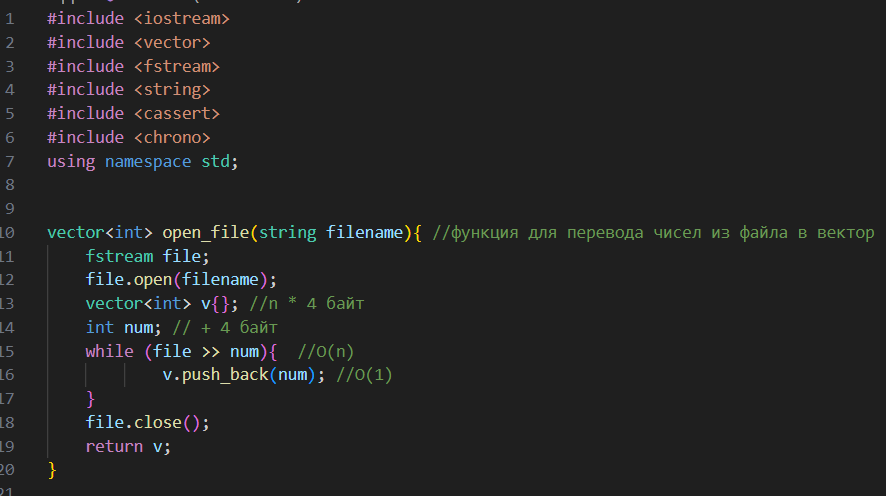 1 #include <iostream>
2 #include <vector>
3 #include <fstream>
4 #include <string>
5 #include <cassert>
6 #include <chrono>
7 using namespace std;
8
9
10 vector<int> open_file(string filename){ //функция для перевода чисел из файла в вектор
11     fstream file;
12     file.open(filename);
13     vector<int> v{}; //n * 4 байт
14     int num; // + 4 байт
15     while (file >> num){  //O(n)
16             v.push_back(num); //O(1)
17     }
18     file.close();
19     return v;
20 }
21